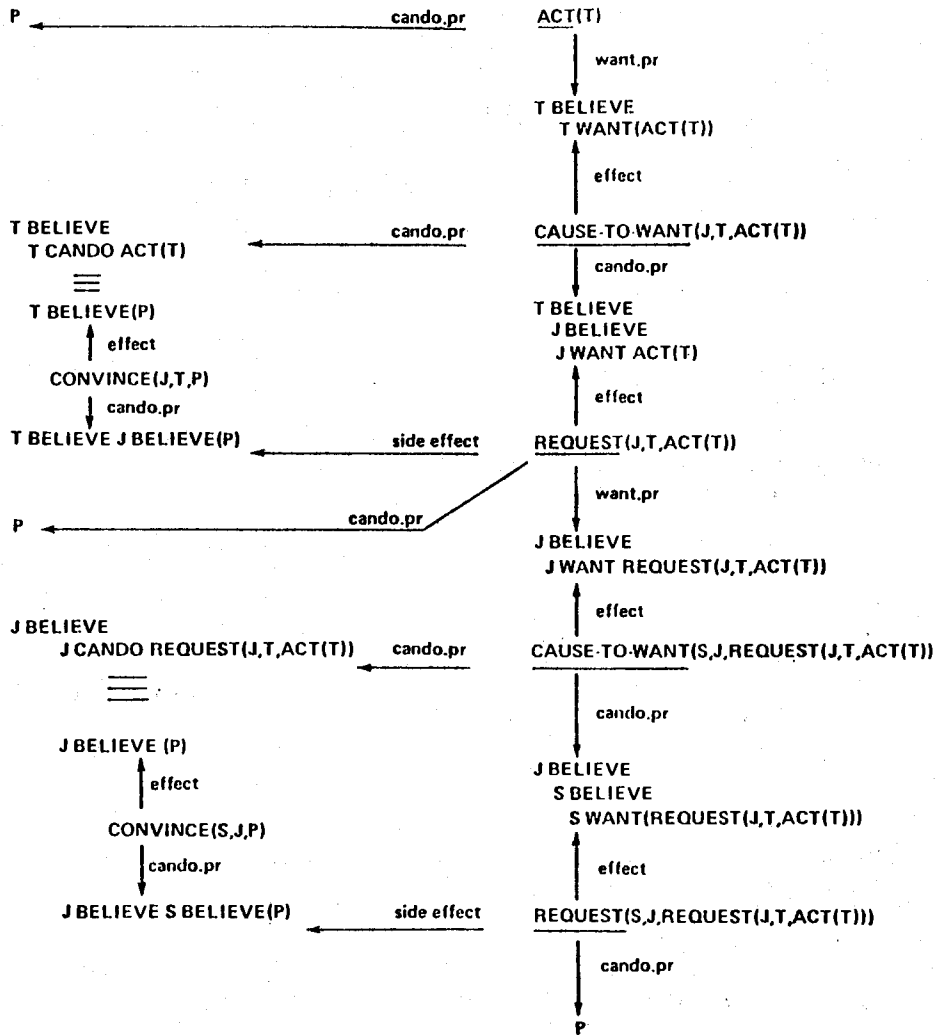 P cando.pr ACT(T)
want.pr
T BELIEVE
T WANT(ACT(T))
effect
T BELIEVE
T CANDO ACT(T)
cando.pr CAUSE-TO-WANT(J,T,ACT(T))
cando.pr
T BELIEVE(P)
T BELIEVE
J BELIEVE
J WANT ACT(T)
effect
CONVINCE(J,T,P)
cando.pr
effect
T BELIEVE J BELIEVE(P) side effect REQUEST(J,T,ACT(T))
want.pr
P cando.pr
J BELIEVE
J WANT REQUEST(J,T,ACT(T))
effect
J BELIEVE
J CANDO REQUEST(J,T,ACT(T)) cando.pr CAUSE-TO-WANT(S,J,REQUEST(J,T,ACT(T))
cando.pr
J BELIEVE (P)
J BELIEVE
S BELIEVE
S WANT(REQUEST(J,T,ACT(T)))
effect
CONVINCE(S,J,P)
cando.pr
effect
J BELIEVE S BELIEVE(P) side effect REQUEST(S,J,REQUEST(J,T,ACT(T)))
cando.pr
P